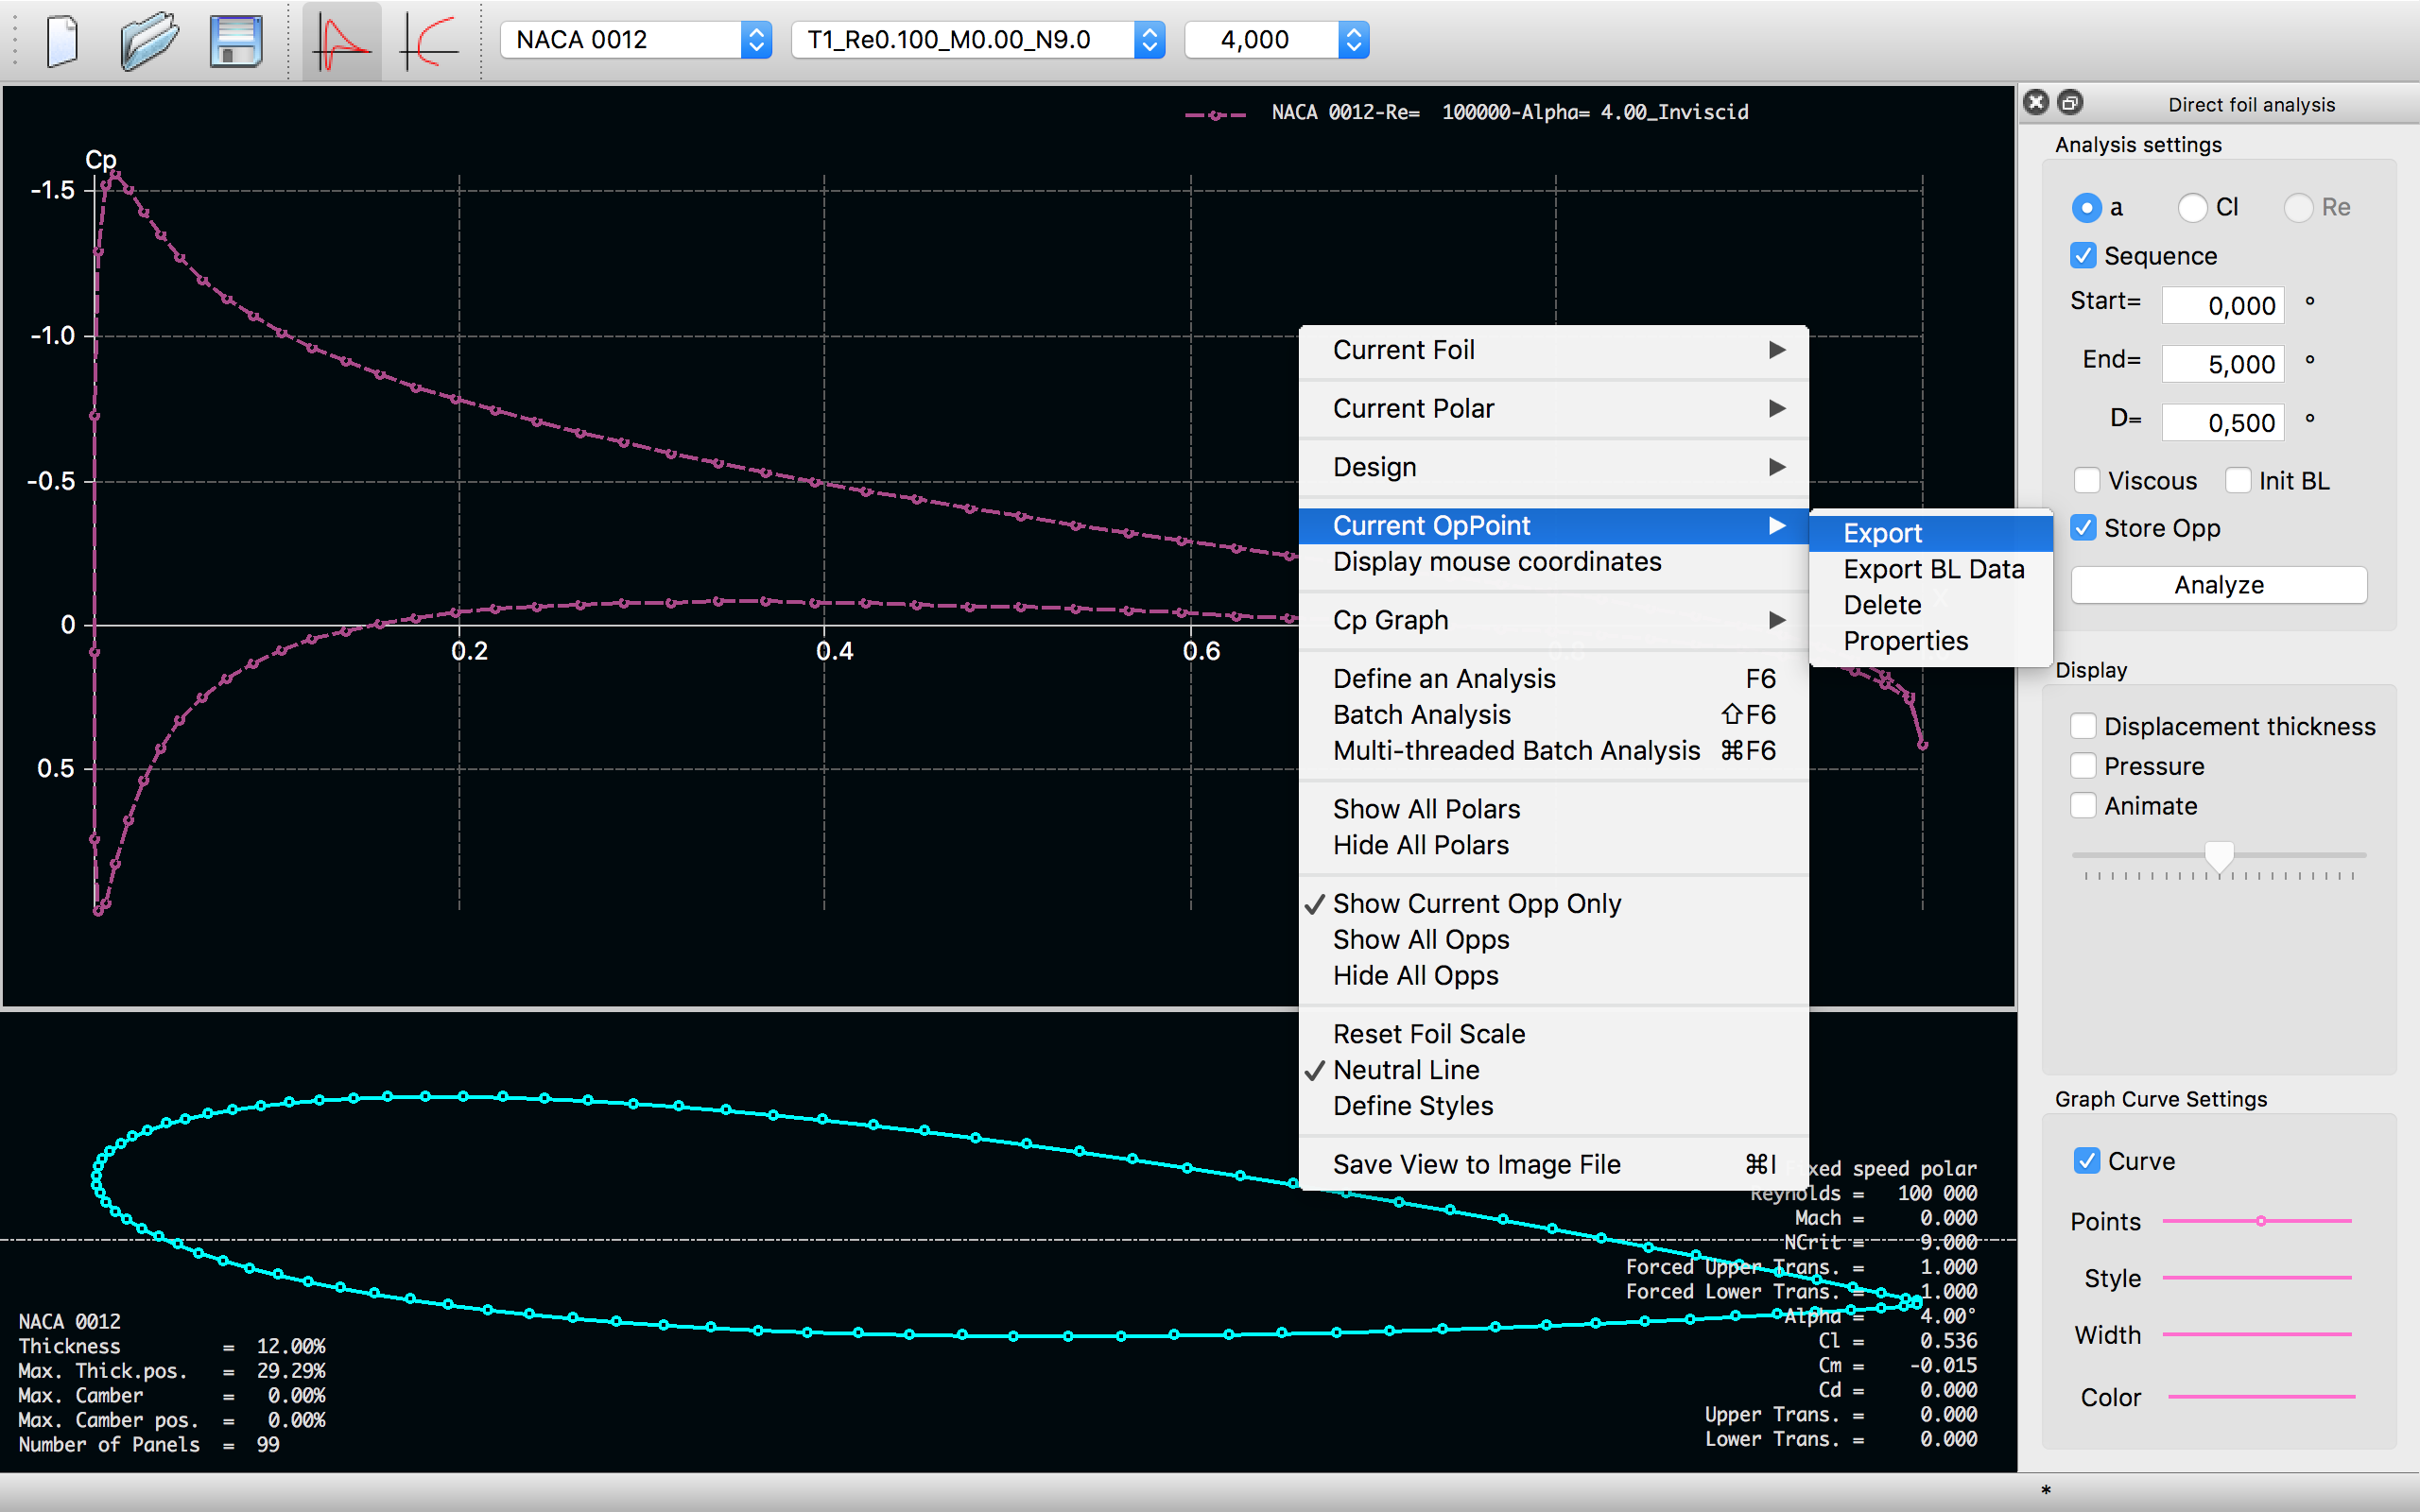 NACA 0012
T1_Re0.100_M0.00_N9.0
4,000
NACA 0012-Re=  100000-Alpha= 4.00_Inviscid
Cp
-1.5
-1.0
-0.5
0
0.5
0.2
0.4
0.6
Current Foil
Current Polar
Design
Current OpPoint
Display mouse coordinates
Cp Graph
Define an Analysis F6
Batch Analysis ⇧F6
Multi-threaded Batch Analysis ⌘F6
Show All Polars
Hide All Polars
✓ Show Current Opp Only
Show All Opps
Hide All Opps
Reset Foil Scale
✓ Neutral Line
Define Styles
Save View to Image File ⌘I
Export
Export BL Data
Delete
Properties
NACA 0012
Thickness = 12.00%
Max. Thick.pos. = 29.29%
Max. Camber = 0.00%
Max. Camber pos. = 0.00%
Number of Panels = 99
speed polar
Reynolds = 100 000
Mach = 0.000
NCrit = 9.000
Forced Upper Trans. = 1.000
Forced Lower Trans. = 1.000
Alpha = 4.00°
Cl = 0.536
Cm = -0.015
Cd = 0.000
Upper Trans. = 0.000
Lower Trans. = 0.000
Direct foil analysis
Analysis settings
a Cl Re
Sequence
Start= 0,000 °
End= 5,000 °
D= 0,500 °
Viscous Init BL
Store Opp
Analyze
Display
Displacement thickness
Pressure
Animate
Graph Curve Settings
Curve
Points
Style
Width
Color
*